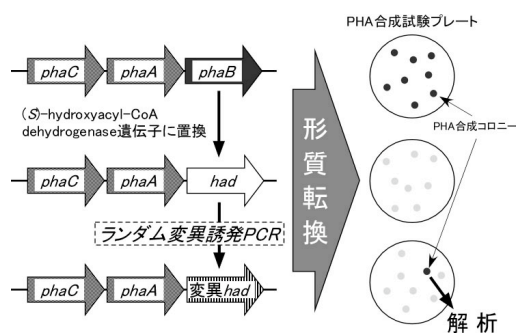 PHA合成試験プレート
phaC phaA phaB
(S)-hydroxyacyl-CoA
dehydrogenase遺伝子に置換
PHA合成コロニー
phaC phaA had
形質転換
ランダム変異誘発PCR
phaC phaA 変異had
解析